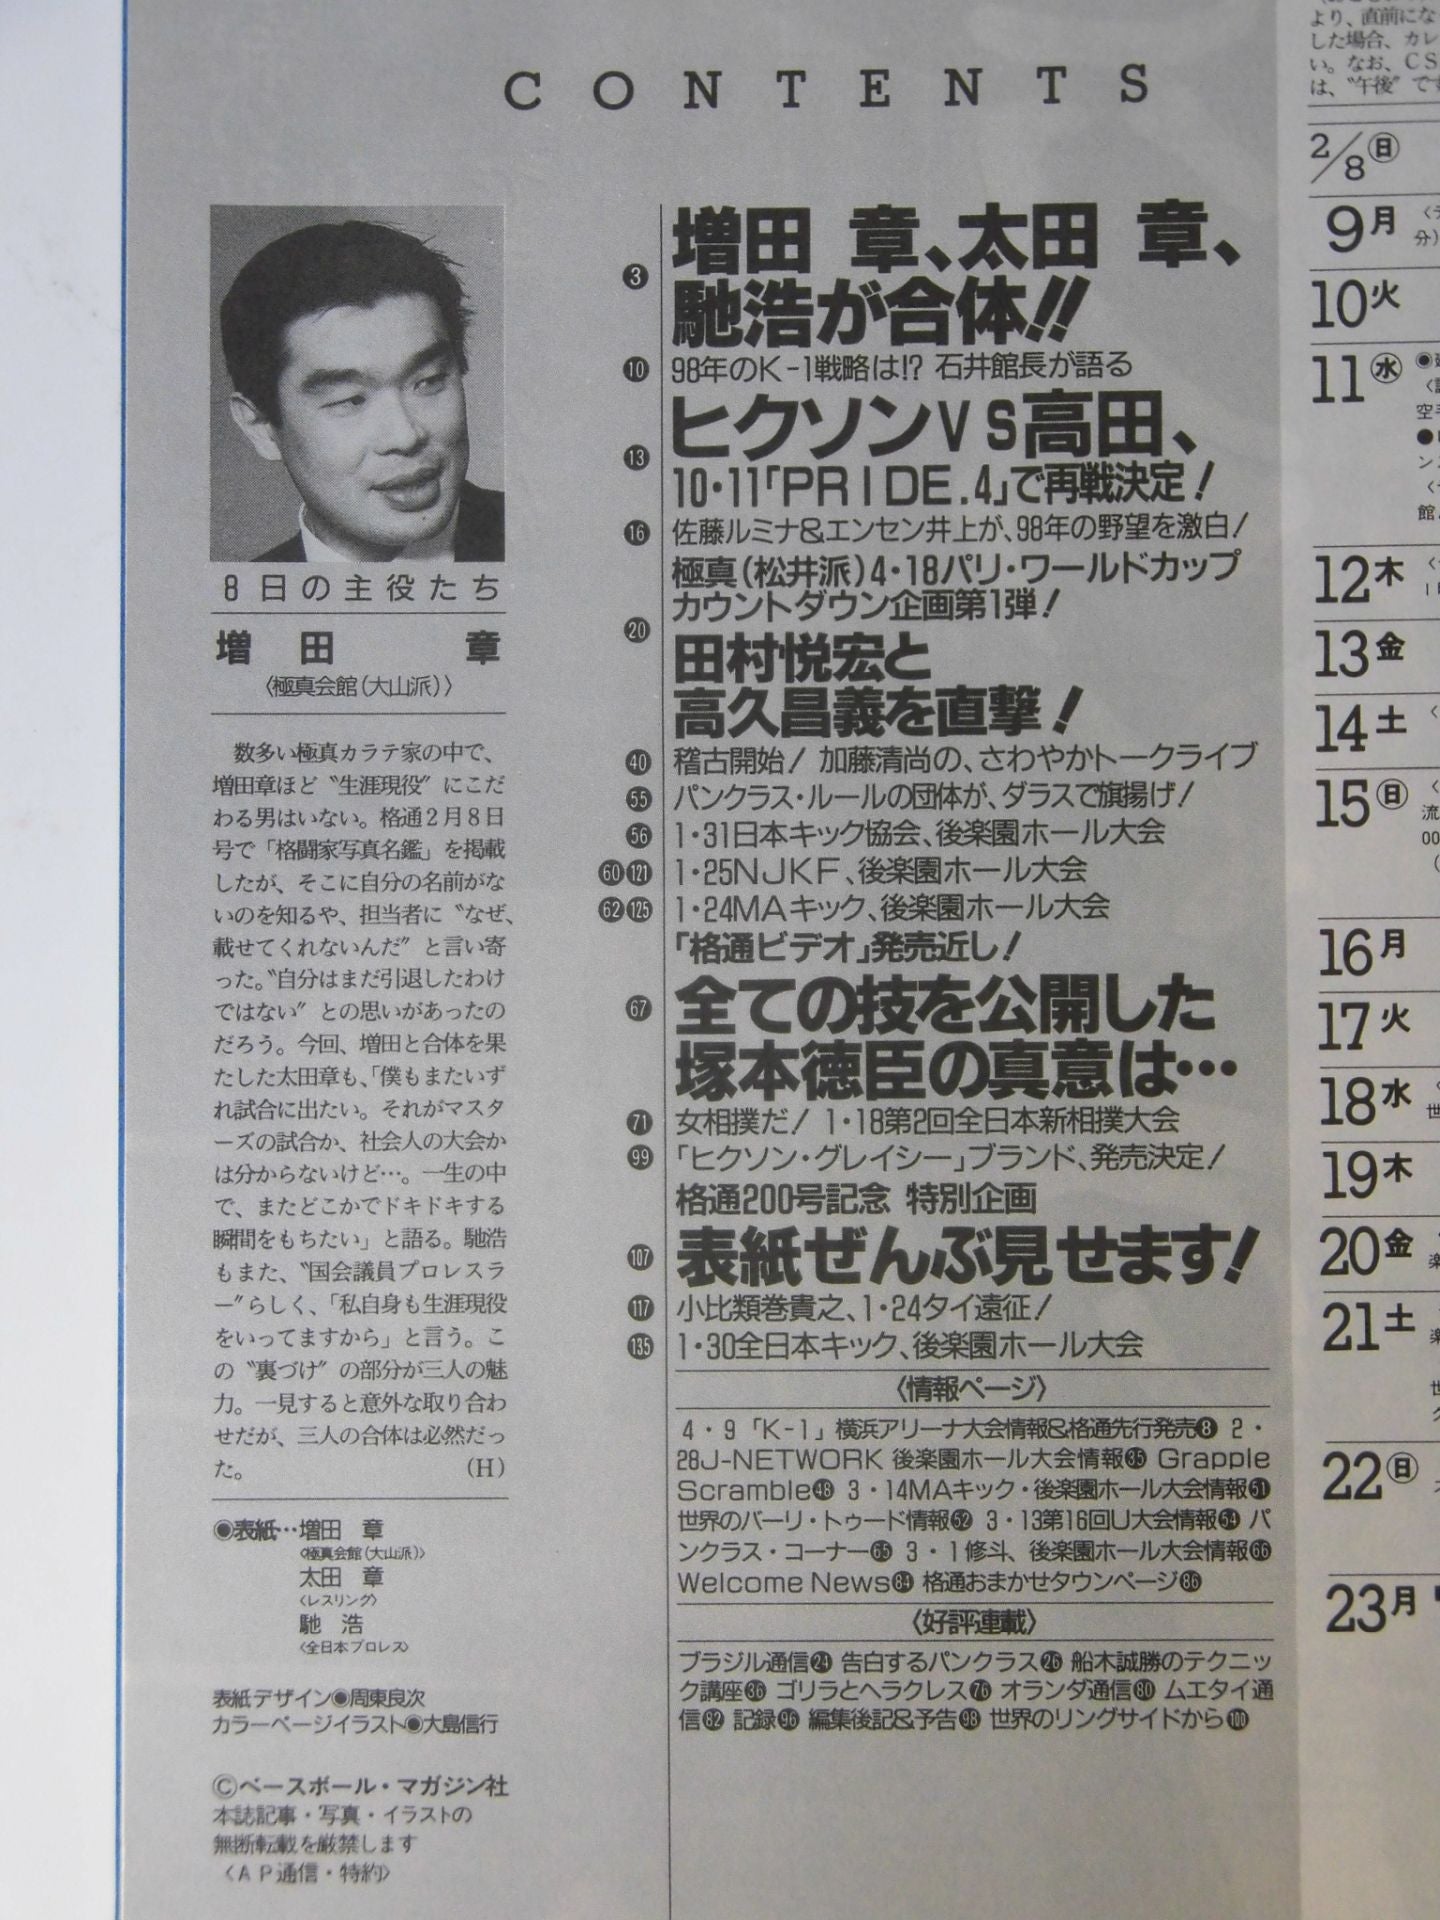 CONTENTS
8日の主役たち
増田 章
〈極真会館(大山派)〉
数多い極真カラテ家の中で、
増田章ほど〝生涯現役〟にこだ
わる男はいない。格通2月8日
号で「格闘家写真名鑑」を掲載
したが、そこに自分の名前がな
いのを知るや、担当者に〝なぜ、
載せてくれないんだ〟と言い寄
った。〝自分はまだ引退したわけ
ではない〟との思いがあったの
だろう。今回、増田と合体を果
たした太田章も、「僕もまたいず
れ試合に出たい。それがマスタ
ーズの試合か、社会人の大会か
は分からないけど…。一生の中
で、またどこかでドキドキする
瞬間をもちたい」と語る。馳浩
もまた、〝国会議員プロレスラ
ー〟らしく、「私自身も生涯現役
をいってますから」と言う。こ
の〝裏づけ〟の部分が三人の魅
力。一見すると意外な取り合わ
せだが、三人の合体は必然だっ
た。 (H)
◉表紙…増田 章
〈極真会館(大山派)〉
太田 章
〈レスリング〉
馳 浩
〈全日本プロレス〉
表紙デザイン◉周東良次
カラーページイラスト◉大島信行
©ベースボール・マガジン社
本誌記事・写真・イラストの
無断転載を厳禁します
〈AP通信・特約〉
3 増田 章、太田 章、
馳浩が合体!!
10 98年のK-1戦略は!? 石井館長が語る
13 ヒクソンVS高田、
10・11「PRIDE.4」で再戦決定!
16 佐藤ルミナ&エンセン井上が、98年の野望を激白!
極真(松井派)4・18パリ・ワールドカップ
カウントダウン企画第1弾!
20 田村悦宏と
高久昌義を直撃!
40 稽古開始! 加藤清尚の、さわやかトークライブ
55 パンクラス・ルールの団体が、ダラスで旗揚げ!
56 1・31日本キック協会、後楽園ホール大会
60 121 1・25NJKF、後楽園ホール大会
62 125 1・24MAキック、後楽園ホール大会
「格通ビデオ」発売近し!
67 全ての技を公開した
塚本徳臣の真意は…
71 女相撲だ! 1・18第2回全日本新相撲大会
99 「ヒクソン・グレイシー」ブランド、発売決定!
格通200号記念 特別企画
107 表紙ぜんぶ見せます!
117 小比類巻貴之、1・24タイ遠征!
135 1・30全日本キック、後楽園ホール大会
〈情報ページ〉
4・9「K-1」横浜アリーナ大会情報&格通先行発売8 2・
28J-NETWORK 後楽園ホール大会情報35 Grapple
Scramble48 3・14MAキック・後楽園ホール大会情報51
世界のバーリ・トゥード情報52 3・13第16回U大会情報54 パ
ンクラス・コーナー65 3・1修斗、後楽園ホール大会情報66
Welcome News84 格通おまかせタウンページ86
〈好評連載〉
ブラジル通信24 告白するパンクラス26 船木誠勝のテクニッ
ク講座36 ゴリラとヘラクレス76 オランダ通信80 ムエタイ通
信82 記録96 編集後記&予告98 世界のリングサイドから100
より、直前にな
した場合、カレ
い。なお、CS
は、〝午後〟で
2/8日
9月
10火
11水
12木
13金
14土
15日
16月
17火
18水
19木
20金
21土
22日
23月